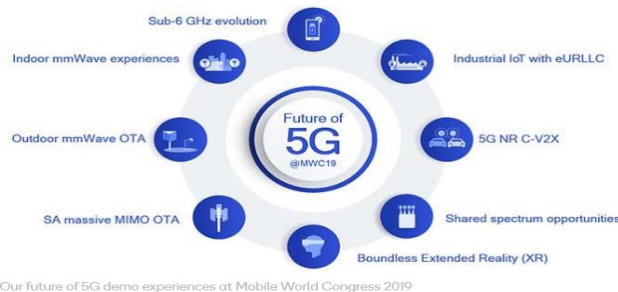 Sub-6 GHz evolution
Indoor mmWave experiences
Industrial IoT with eURLLC
Future of
5G
@MWC19
Outdoor mmWave OTA
5G NR C-V2X
SA massive MIMO OTA
Shared spectrum opportunities
Boundless Extended Reality (XR)
Our future of 5G demo experiences at Mobile World Congress 2019